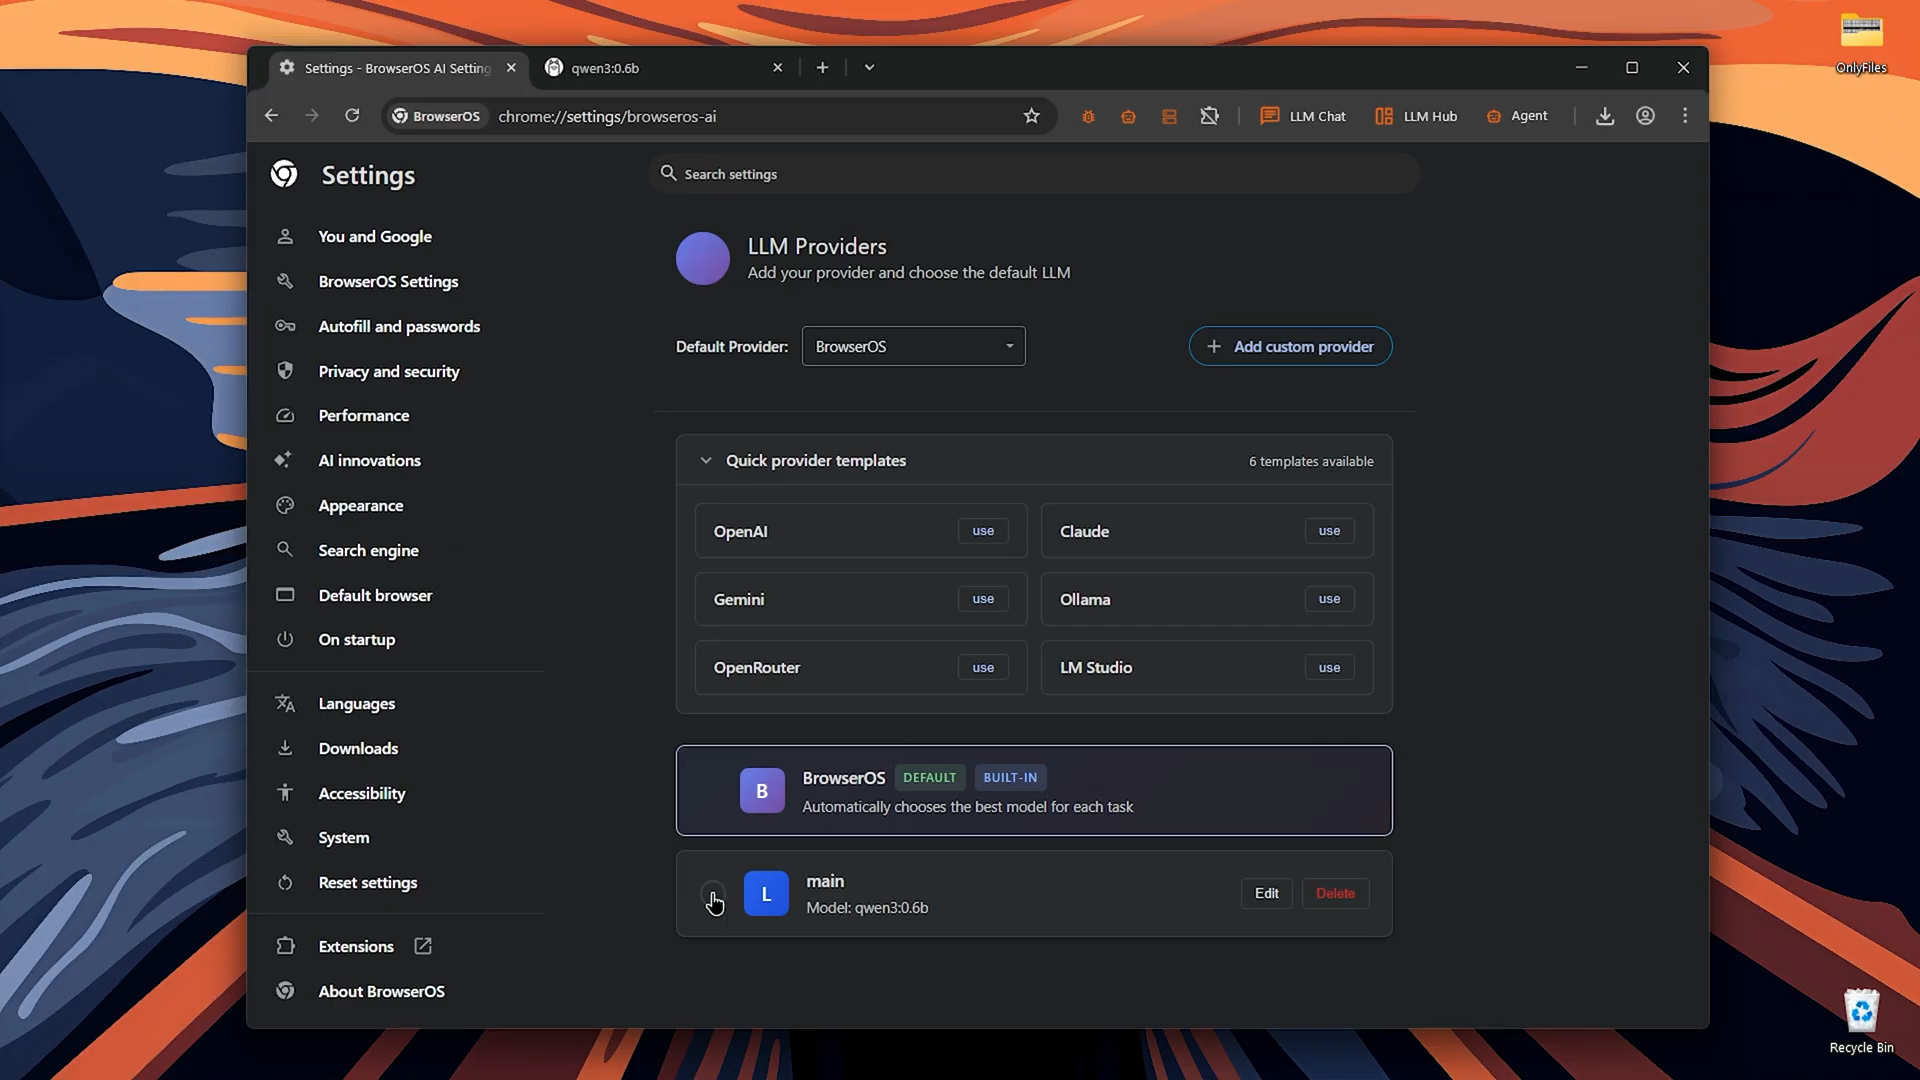 OnlyFiles
Settings - BrowserOS AI Setting
qwen3:0.6b
BrowserOS
chrome://settings/browseros-ai
LLM Chat
LLM Hub
Agent
Settings
Search settings
You and Google
BrowserOS Settings
Autofill and passwords
Privacy and security
Performance
AI innovations
Appearance
Search engine
Default browser
On startup
Languages
Downloads
Accessibility
System
Reset settings
Extensions
About BrowserOS
LLM Providers
Add your provider and choose the default LLM
Default Provider:
BrowserOS
Add custom provider
Quick provider templates
6 templates available
OpenAI
use
Claude
use
Gemini
use
Ollama
use
OpenRouter
use
LM Studio
use
B
BrowserOS
DEFAULT
BUILT-IN
Automatically chooses the best model for each task
L
main
Model: qwen3:0.6b
Edit
Delete
Recycle Bin